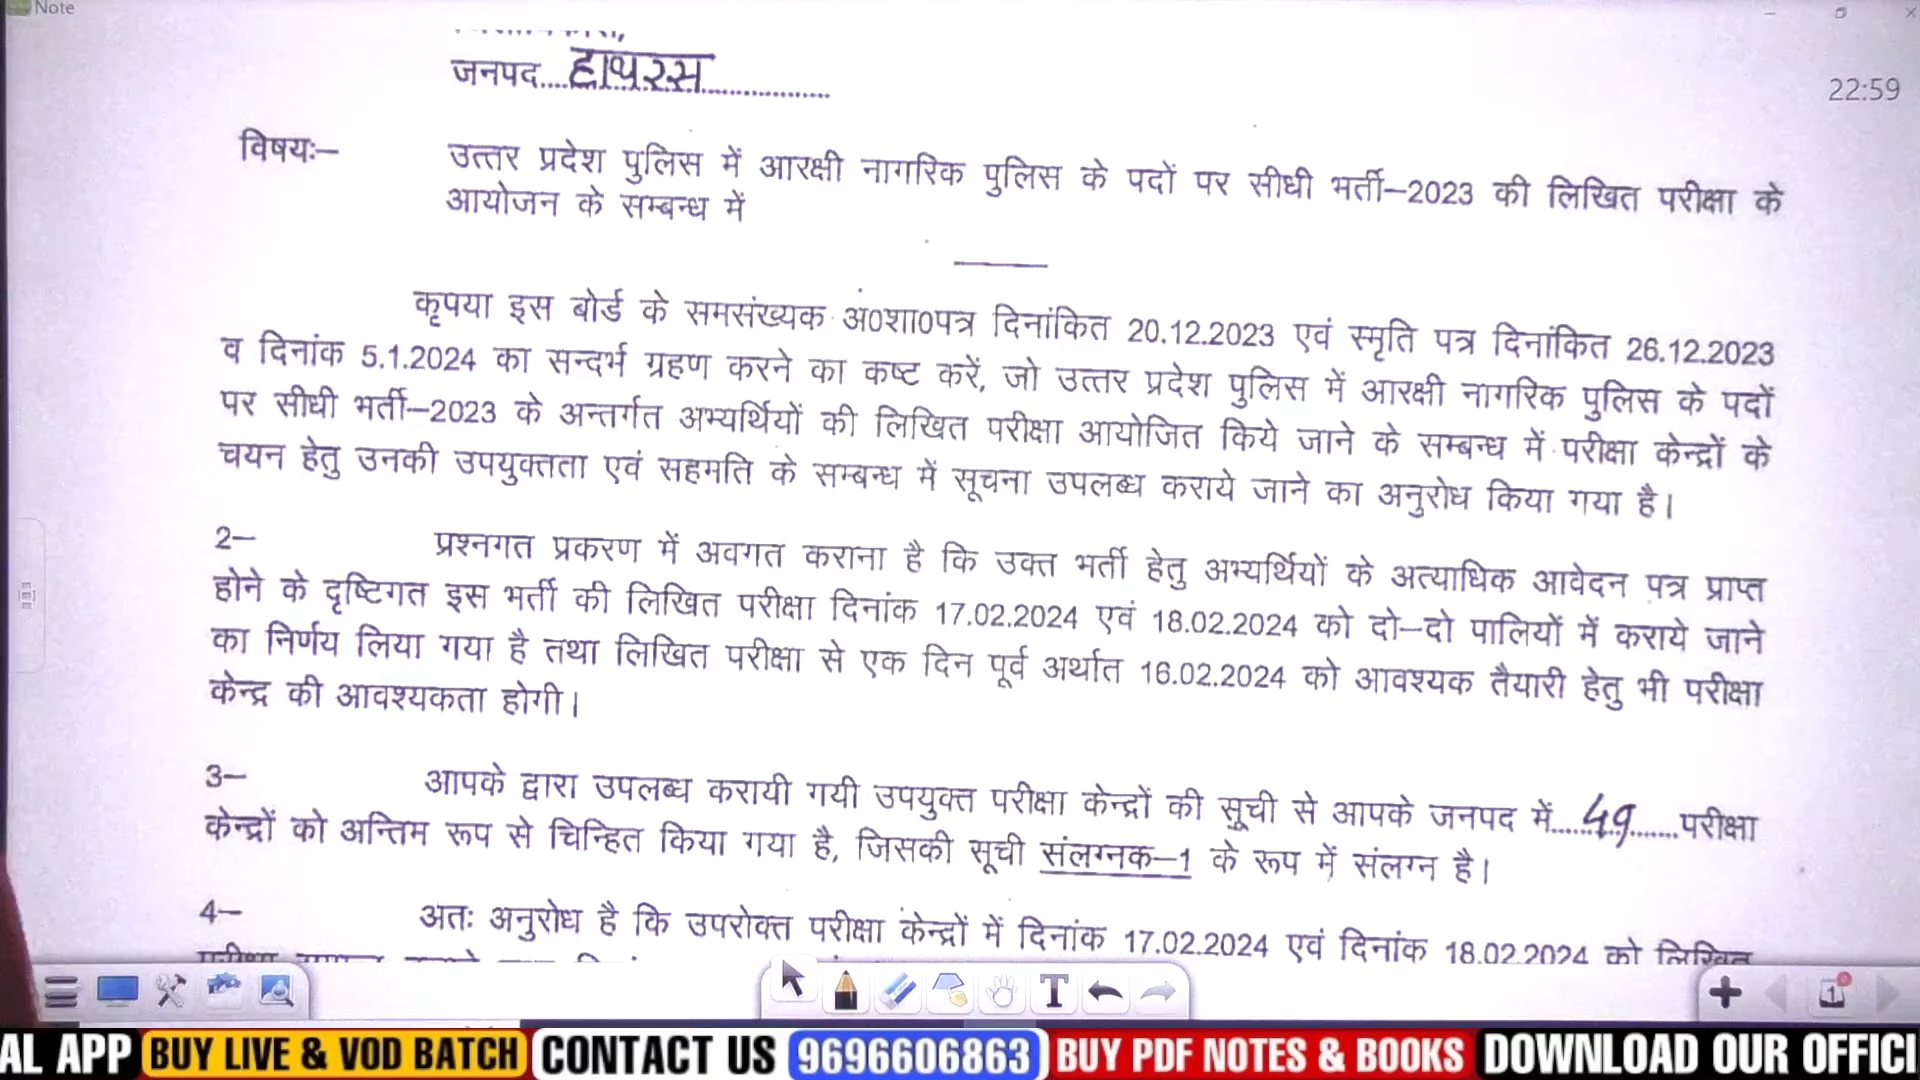 Note
जनपद....हाथरस....................
22:59
विषयः–
उत्तर प्रदेश पुलिस में आरक्षी नागरिक पुलिस के पदों पर सीधी भर्ती–2023 की लिखित परीक्षा के
आयोजन के सम्बन्ध में
कृपया इस बोर्ड के समसंख्यक अ०शा०पत्र दिनांकित 20.12.2023 एवं स्मृति पत्र दिनांकित 26.12.2023
व दिनांक 5.1.2024 का सन्दर्भ ग्रहण करने का कष्ट करें, जो उत्तर प्रदेश पुलिस में आरक्षी नागरिक पुलिस के पदों
पर सीधी भर्ती–2023 के अन्तर्गत अभ्यर्थियों की लिखित परीक्षा आयोजित किये जाने के सम्बन्ध में परीक्षा केन्द्रों के
चयन हेतु उनकी उपयुक्तता एवं सहमति के सम्बन्ध में सूचना उपलब्ध कराये जाने का अनुरोध किया गया है।
2– प्रश्नगत प्रकरण में अवगत कराना है कि उक्त भर्ती हेतु अभ्यर्थियों के अत्याधिक आवेदन पत्र प्राप्त
होने के दृष्टिगत इस भर्ती की लिखित परीक्षा दिनांक 17.02.2024 एवं 18.02.2024 को दो–दो पालियों में कराये जाने
का निर्णय लिया गया है तथा लिखित परीक्षा से एक दिन पूर्व अर्थात 16.02.2024 को आवश्यक तैयारी हेतु भी परीक्षा
केन्द्र की आवश्यकता होगी।
3– आपके द्वारा उपलब्ध करायी गयी उपयुक्त परीक्षा केन्द्रों की सूची से आपके जनपद में....49.......परीक्षा
केन्द्रों को अन्तिम रूप से चिन्हित किया गया है, जिसकी सूची संलग्नक–1 के रूप में संलग्न है।
4– अतः अनुरोध है कि उपरोक्त परीक्षा केन्द्रों में दिनांक 17.02.2024 एवं दिनांक 18.02.2024 को लिखित
T
1
AL APP BUY LIVE & VOD BATCH CONTACT US 9696606863 BUY PDF NOTES & BOOKS DOWNLOAD OUR OFFICI